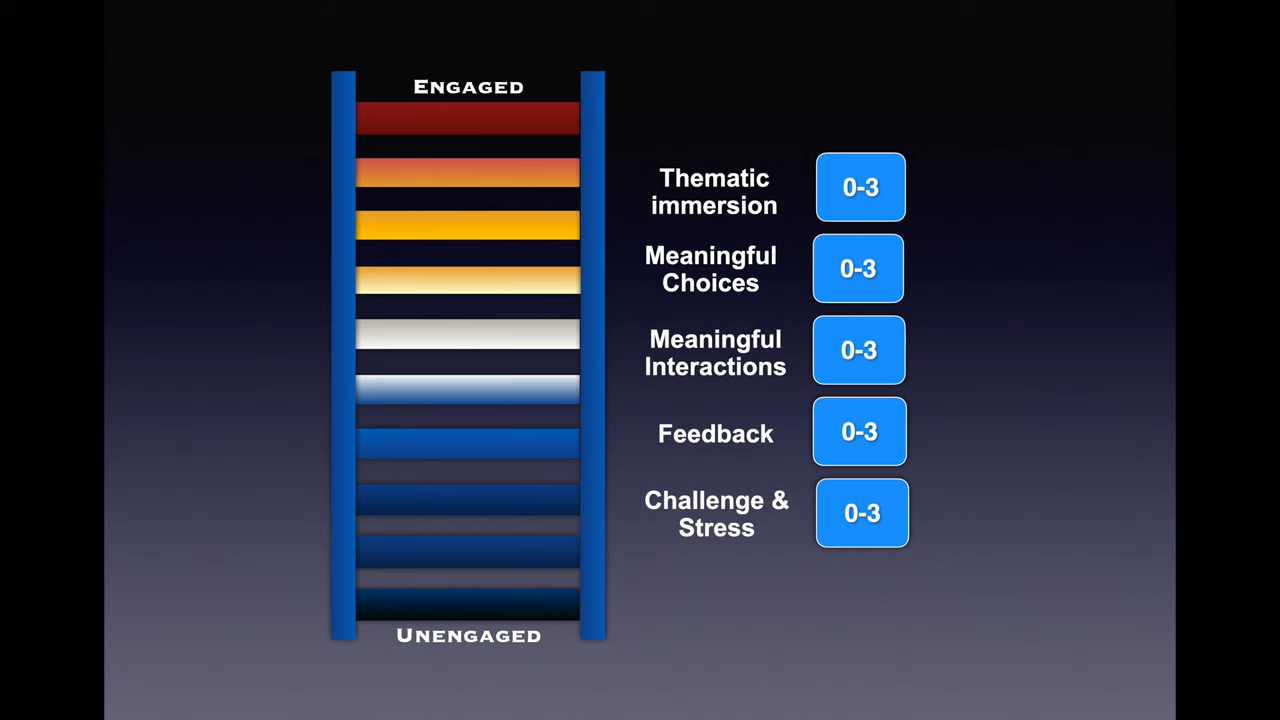 ENGAGED
Thematic
immersion
0-3
Meaningful
Choices
0-3
Meaningful
Interactions
0-3
Feedback
0-3
Challenge &
Stress
0-3
UNENGAGED